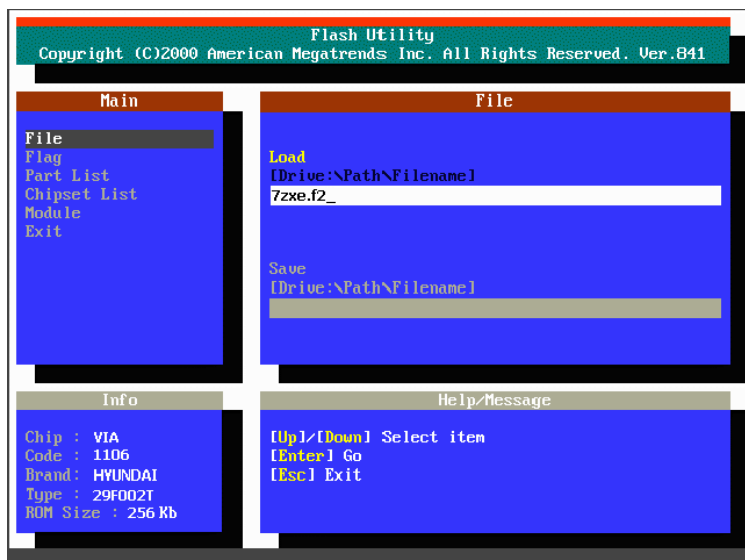 Flash Utility
Copyright (C)2000 American Megatrends Inc. All Rights Reserved. Ver.841
Main
File
Flag
Part List
Chipset List
Module
Exit
File
Load
[Drive:\Path\Filename]
7zxe.f2_
Save
[Drive:\Path\Filename]
Info
Chip : VIA
Code : 1106
Brand: HYUNDAI
Type : 29F002T
ROM Size : 256 Kb
Help/Message
[Up]/[Down] Select item
[Enter] Go
[Esc] Exit